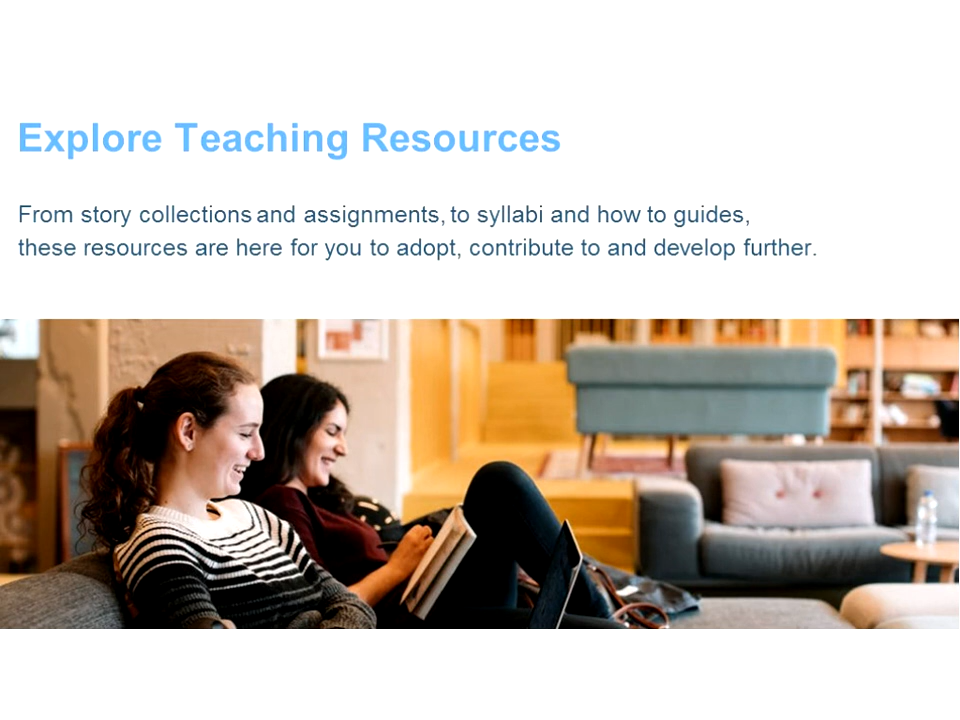 Explore Teaching Resources
From story collections and assignments, to syllabi and how to guides,
these resources are here for you to adopt, contribute to and develop further.